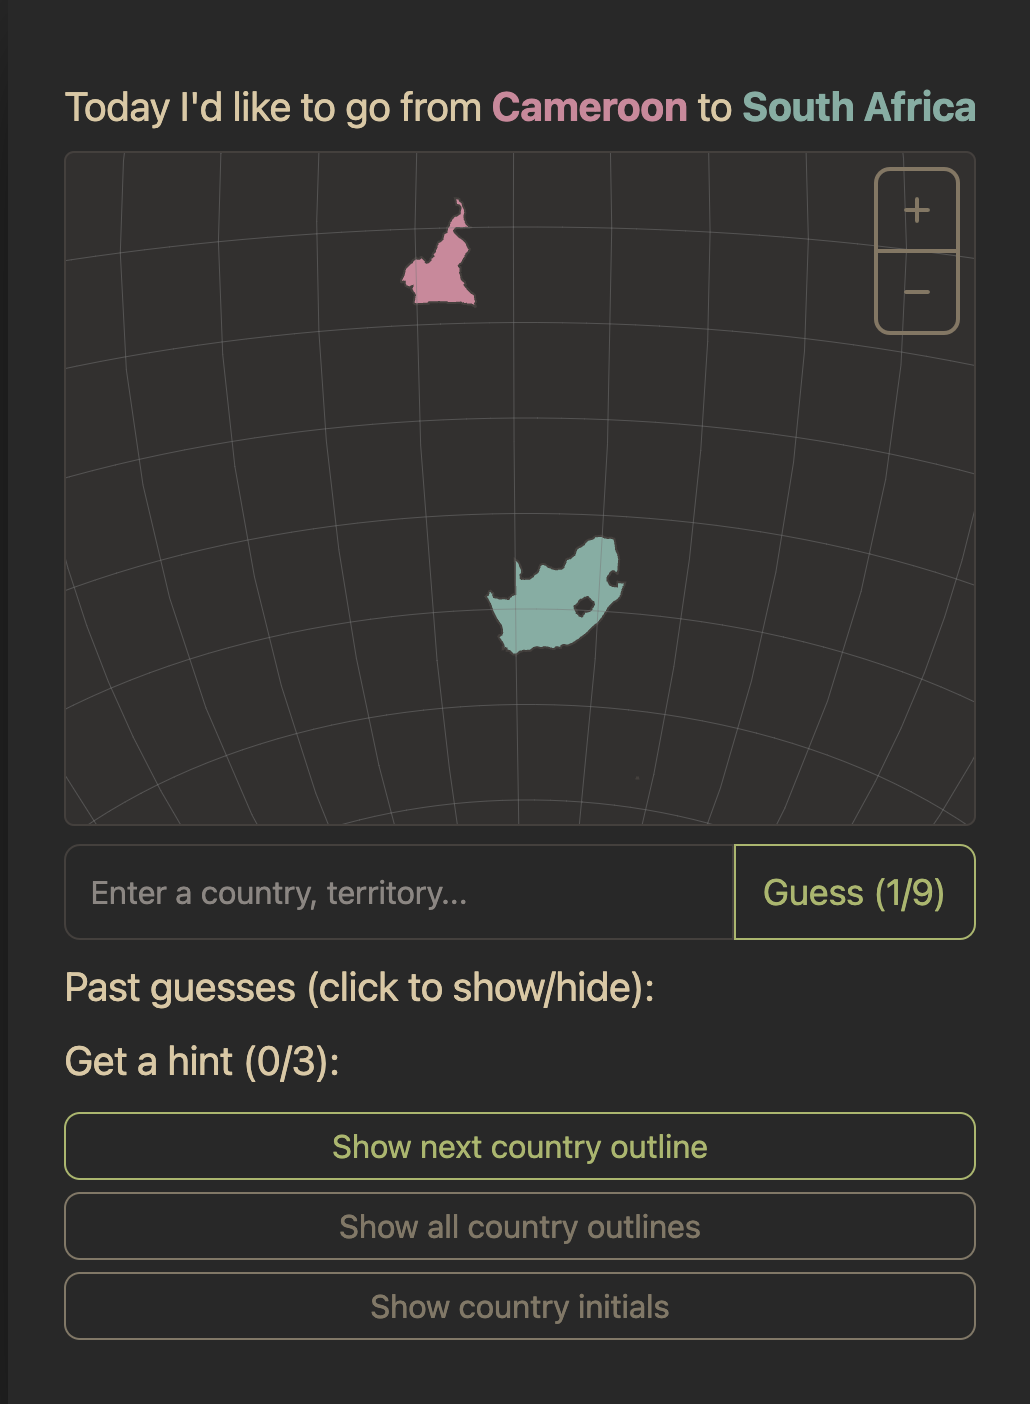 Today I'd like to go from Cameroon to South Africa
+
−
Enter a country, territory...
Guess (1/9)
Past guesses (click to show/hide):
Get a hint (0/3):
Show next country outline
Show all country outlines
Show country initials